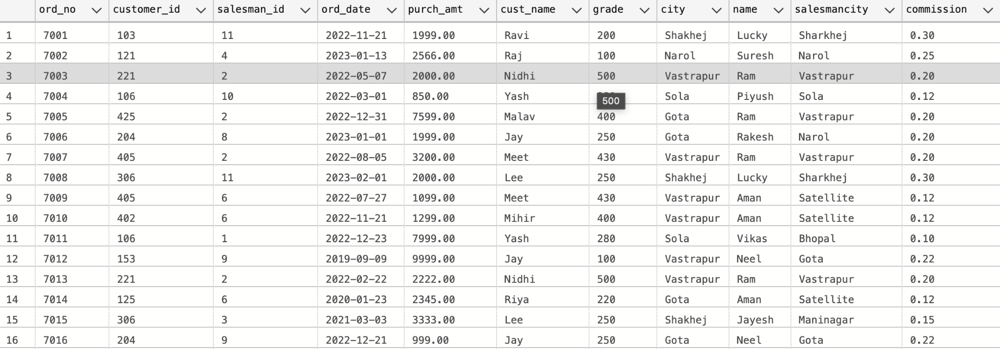 ord_no customer_id salesman_id ord_date purch_amt cust_name grade city name salesmancity commission
1 7001 103 11 2022-11-21 1999.00 Ravi 200 Shakhej Lucky Sharkhej 0.30
2 7002 121 4 2023-01-13 2566.00 Raj 100 Narol Suresh Narol 0.25
3 7003 221 2 2022-05-07 2000.00 Nidhi 500 Vastrapur Ram Vastrapur 0.20
4 7004 106 10 2022-03-01 850.00 Yash Sola Piyush Sola 0.12
500
5 7005 425 2 2022-12-31 7599.00 Malav 400 Gota Ram Vastrapur 0.20
6 7006 204 8 2023-01-01 1999.00 Jay 250 Gota Rakesh Narol 0.20
7 7007 405 2 2022-08-05 3200.00 Meet 430 Vastrapur Ram Vastrapur 0.20
8 7008 306 11 2023-02-01 2000.00 Lee 250 Shakhej Lucky Sharkhej 0.30
9 7009 405 6 2022-07-27 1099.00 Meet 430 Vastrapur Aman Satellite 0.12
10 7010 402 6 2022-11-21 1299.00 Mihir 400 Vastrapur Aman Satellite 0.12
11 7011 106 1 2022-12-23 7999.00 Yash 280 Sola Vikas Bhopal 0.10
12 7012 153 9 2019-09-09 9999.00 Jay 100 Vastrapur Neel Gota 0.22
13 7013 221 2 2022-02-22 2222.00 Nidhi 500 Vastrapur Ram Vastrapur 0.20
14 7014 125 6 2020-01-23 2345.00 Riya 220 Gota Aman Satellite 0.12
15 7015 306 3 2021-03-03 3333.00 Lee 250 Shakhej Jayesh Maninagar 0.15
16 7016 204 9 2022-12-21 999.00 Jay 250 Gota Neel Gota 0.22